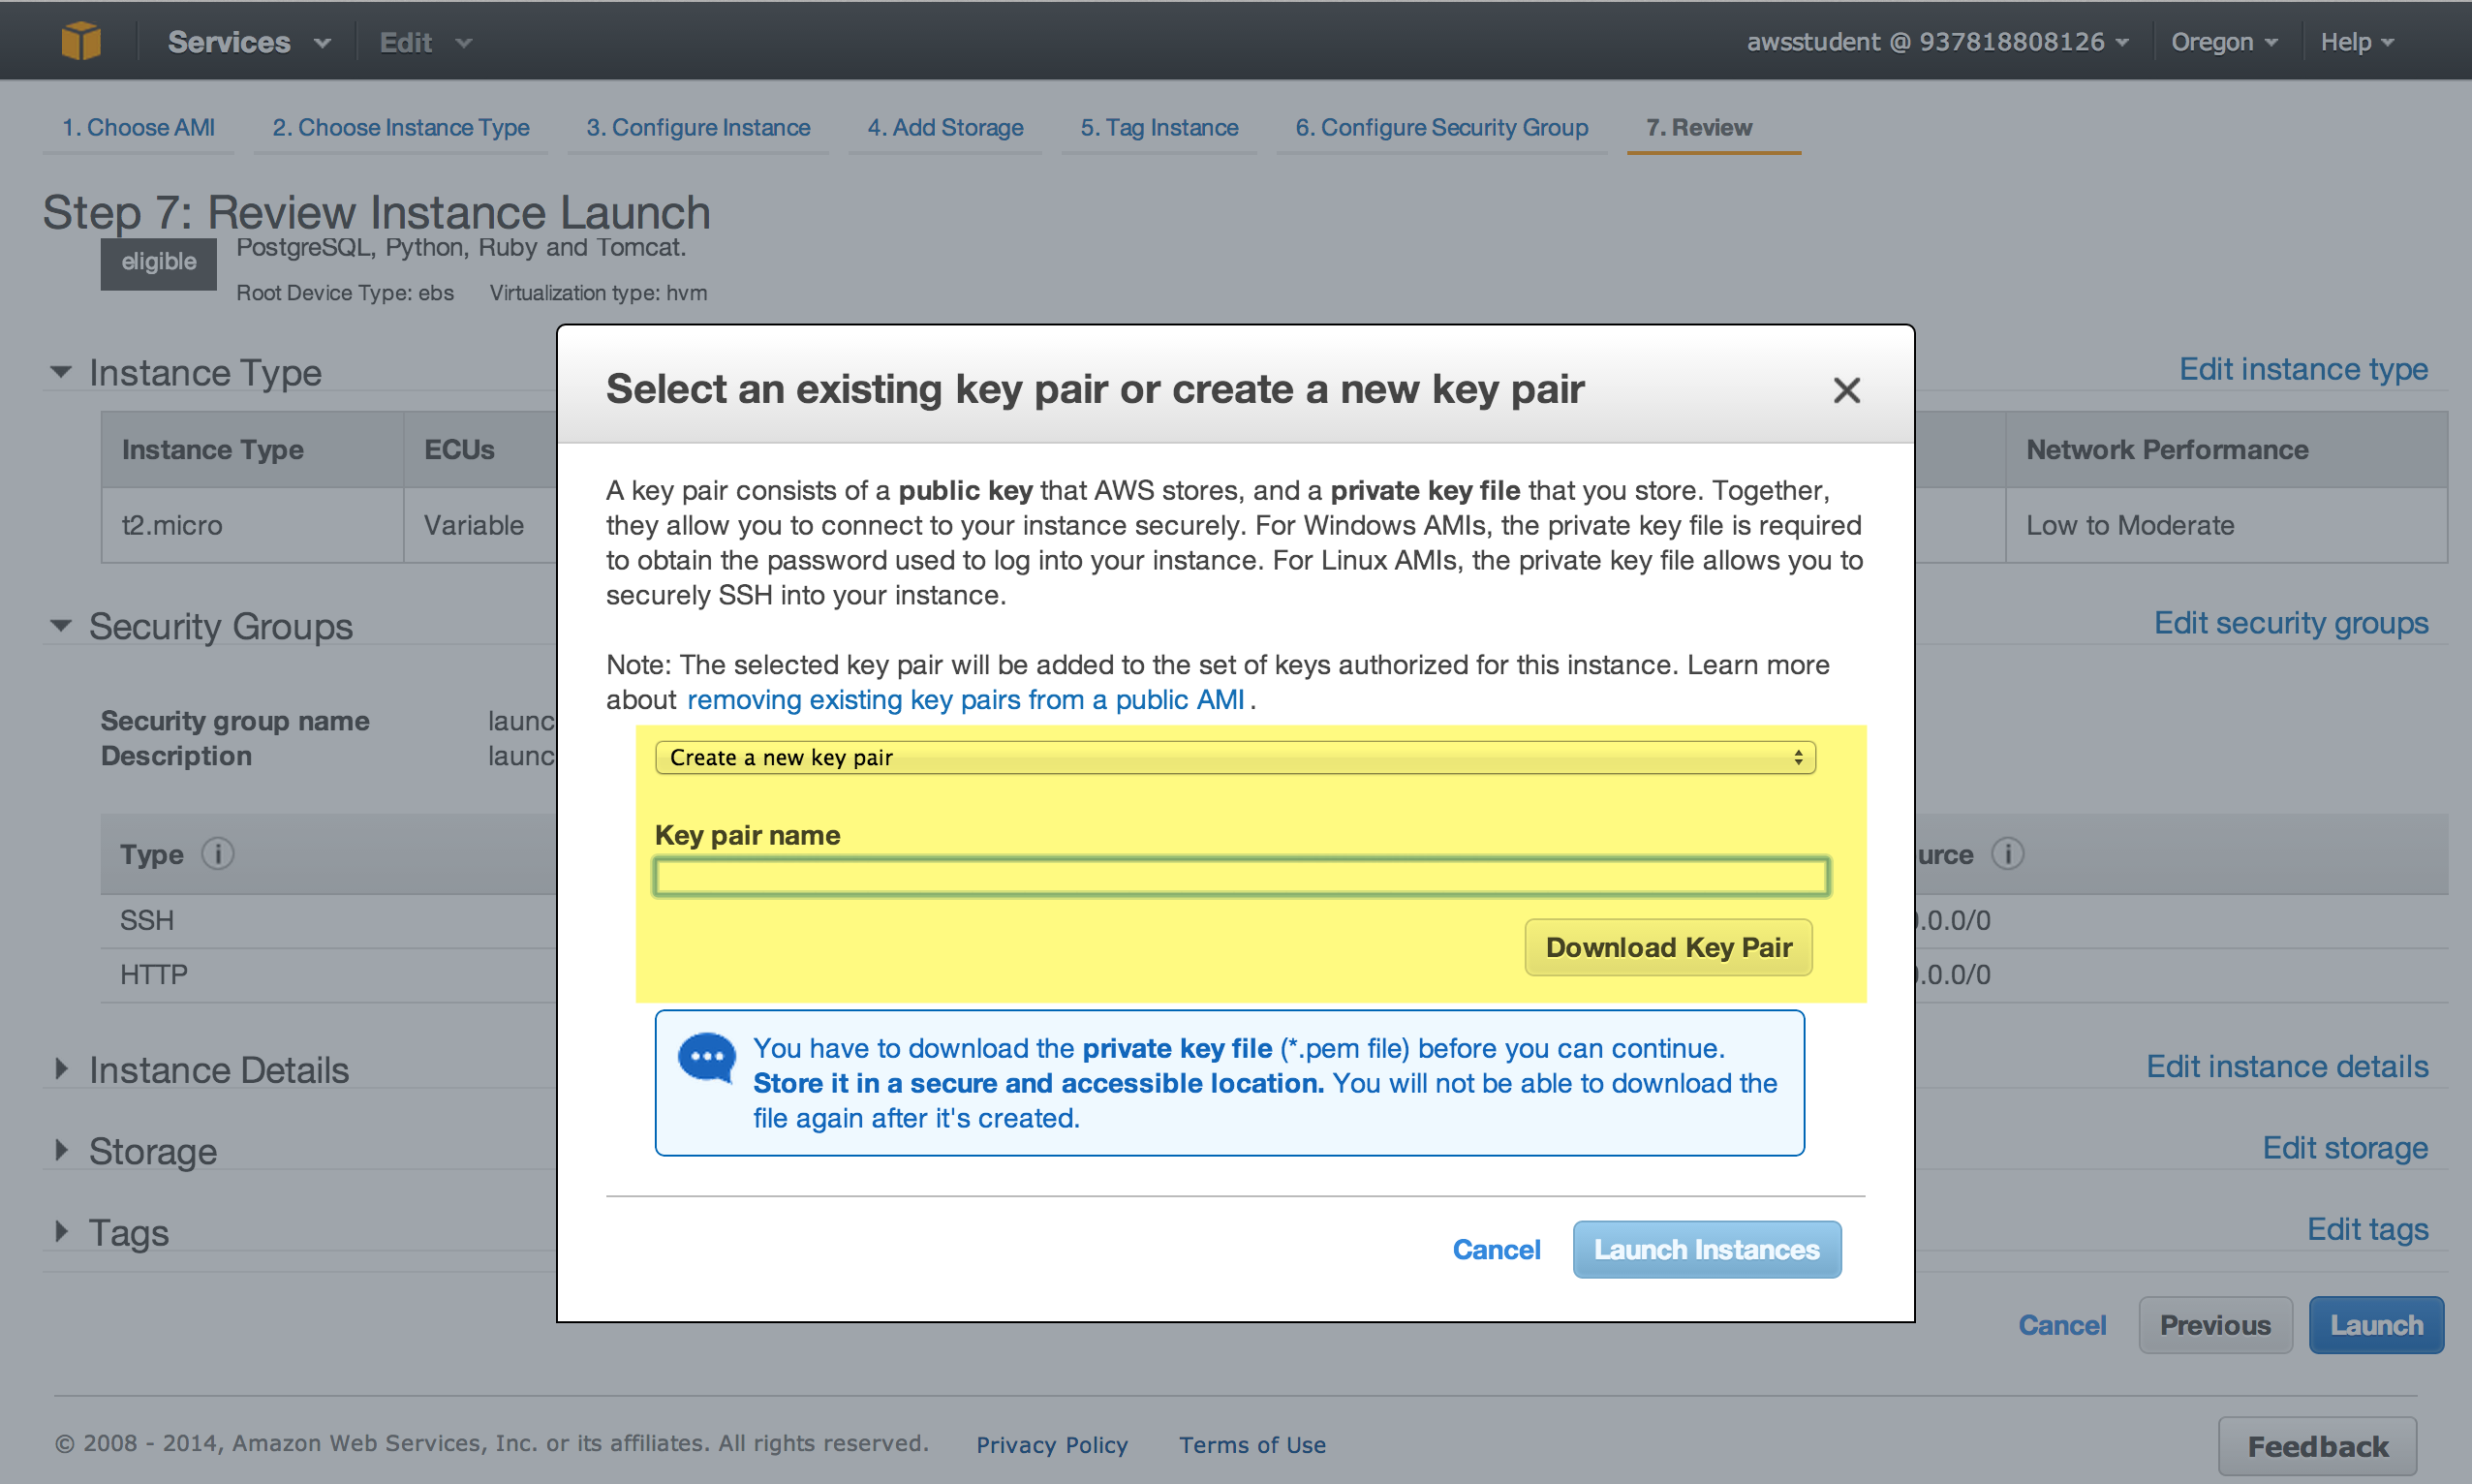 Services Edit awsstudent @ 937818808126 Oregon Help
1. Choose AMI 2. Choose Instance Type 3. Configure Instance 4. Add Storage 5. Tag Instance 6. Configure Security Group 7. Review
Step 7: Review Instance Launch
eligible
PostgreSQL, Python, Ruby and Tomcat.
Root Device Type: ebs Virtualization type: hvm
Instance Type Edit instance type
Instance Type ECUs Network Performance
t2.micro Variable Low to Moderate
Security Groups Edit security groups
Security group name launc
Description launc
Type urce
SSH .0.0/0
HTTP .0.0/0
Instance Details Edit instance details
Storage Edit storage
Tags Edit tags
Select an existing key pair or create a new key pair
A key pair consists of a public key that AWS stores, and a private key file that you store. Together,
they allow you to connect to your instance securely. For Windows AMIs, the private key file is required
to obtain the password used to log into your instance. For Linux AMIs, the private key file allows you to
securely SSH into your instance.
Note: The selected key pair will be added to the set of keys authorized for this instance. Learn more
about removing existing key pairs from a public AMI .
Create a new key pair
Key pair name
Download Key Pair
You have to download the private key file (*.pem file) before you can continue.
Store it in a secure and accessible location. You will not be able to download the
file again after it's created.
Cancel Launch Instances
Cancel Previous Launch
© 2008 - 2014, Amazon Web Services, Inc. or its affiliates. All rights reserved. Privacy Policy Terms of Use Feedback